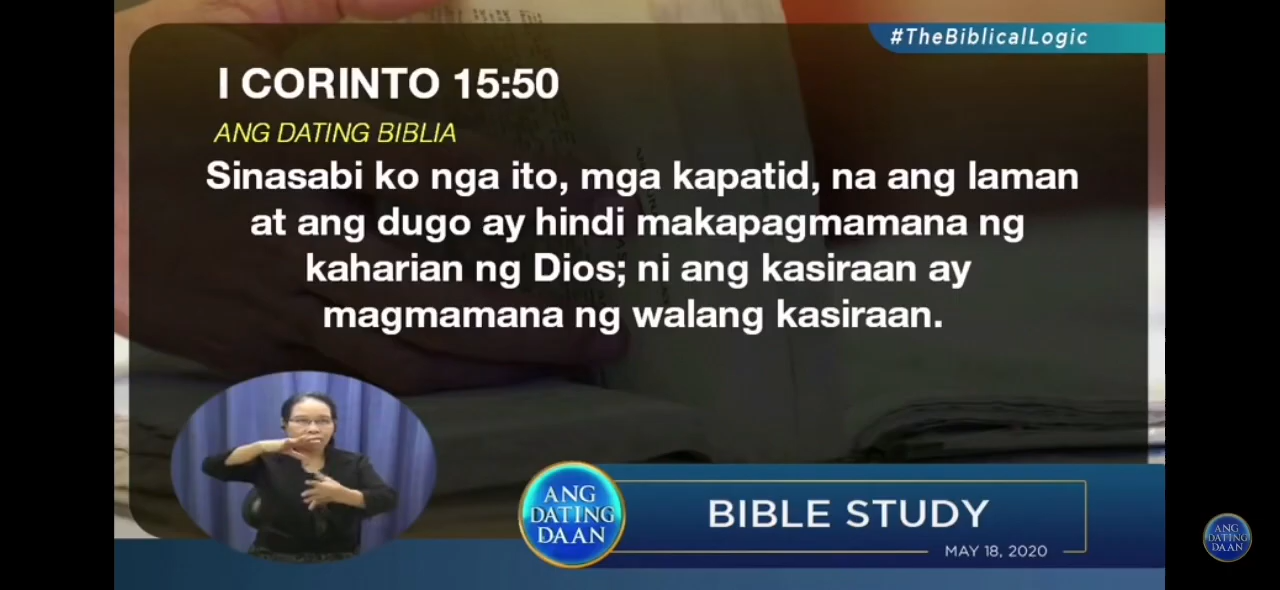 #TheBiblicalLogic
I CORINTO 15:50
ANG DATING BIBLIA
Sinasabi ko nga ito, mga kapatid, na ang laman
at ang dugo ay hindi makapagmamana ng
kaharian ng Dios; ni ang kasiraan ay
magmamana ng walang kasiraan.
ANG
DATING
DAAN
BIBLE STUDY
MAY 18, 2020
ANG
DATING
DAAN